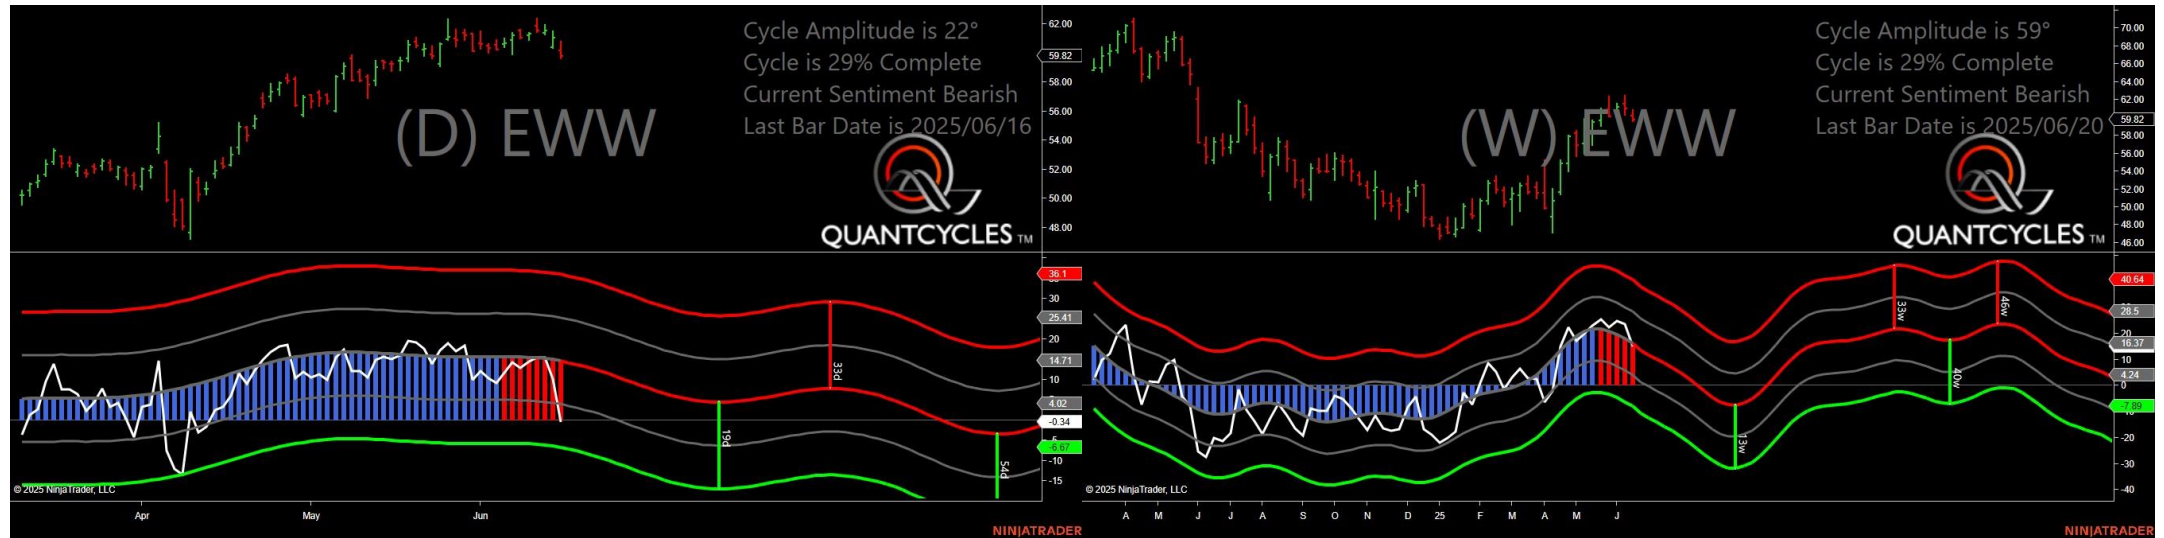 Cycle Amplitude is 22°
Cycle is 29% Complete
Current Sentiment Bearish
Last Bar Date is 2025/06/16
(D) EWW
QUANTCYCLES TM
62.00
59.82
58.00
56.00
54.00
52.00
50.00
48.00
36.1
30
25.41
20
14.71
10
4.02
-0.34
-6.67
-10
-15
33d
19d
54d
© 2025 NinjaTrader, LLC
Apr
May
Jun
NINJATRADER
Cycle Amplitude is 59°
Cycle is 29% Complete
Current Sentiment Bearish
Last Bar Date is 2025/06/20
(W) EWW
QUANTCYCLES TM
70.00
68.00
66.00
64.00
62.00
59.82
58.00
56.00
54.00
52.00
50.00
48.00
46.00
40.64
28.5
20
16.37
10
4.24
0
-7.89
-20
-30
-40
33w
46w
40w
13w
© 2025 NinjaTrader, LLC
A M J J A S O N D 25 F M A M J
NINJATRADER